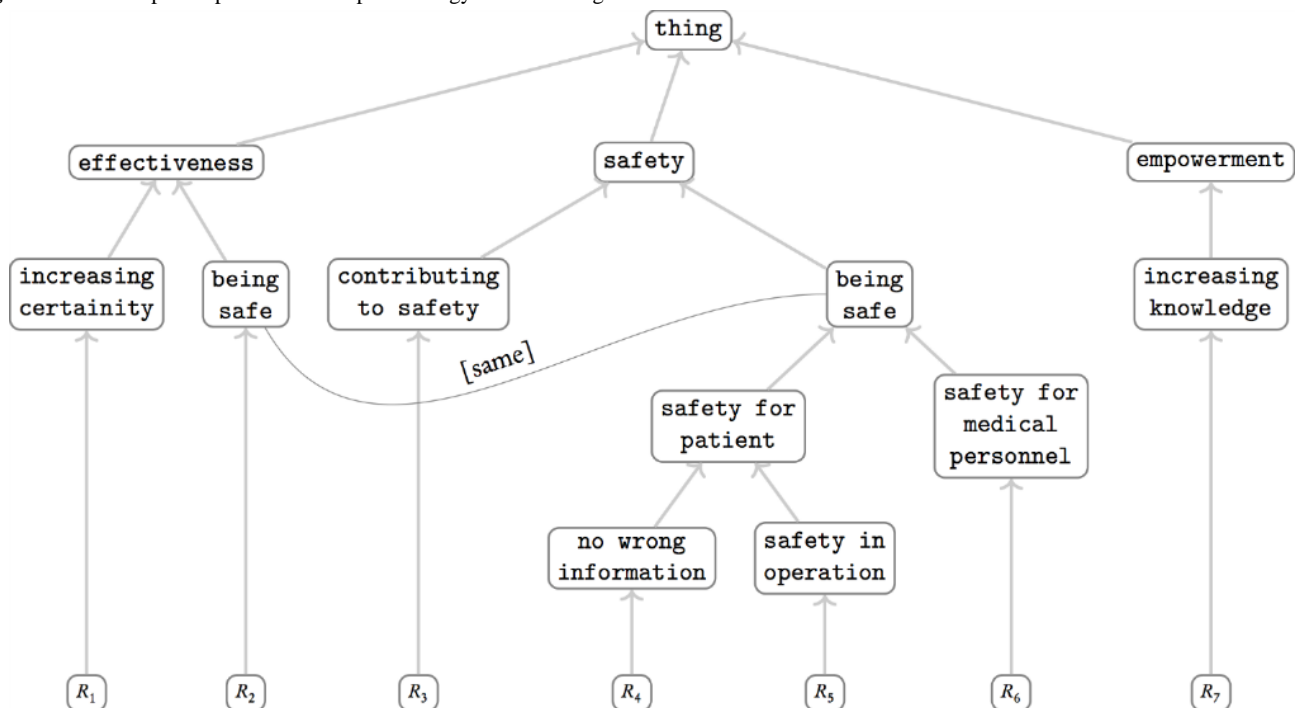 thing
effectiveness
safety
empowerment
increasing
certainity
being
safe
contributing
to safety
being
safe
increasing
knowledge
[same]
safety for
patient
safety for
medical
personnel
no wrong
information
safety in
operation
R₁
R₂
R₃
R₄
R₅
R₆
R₇